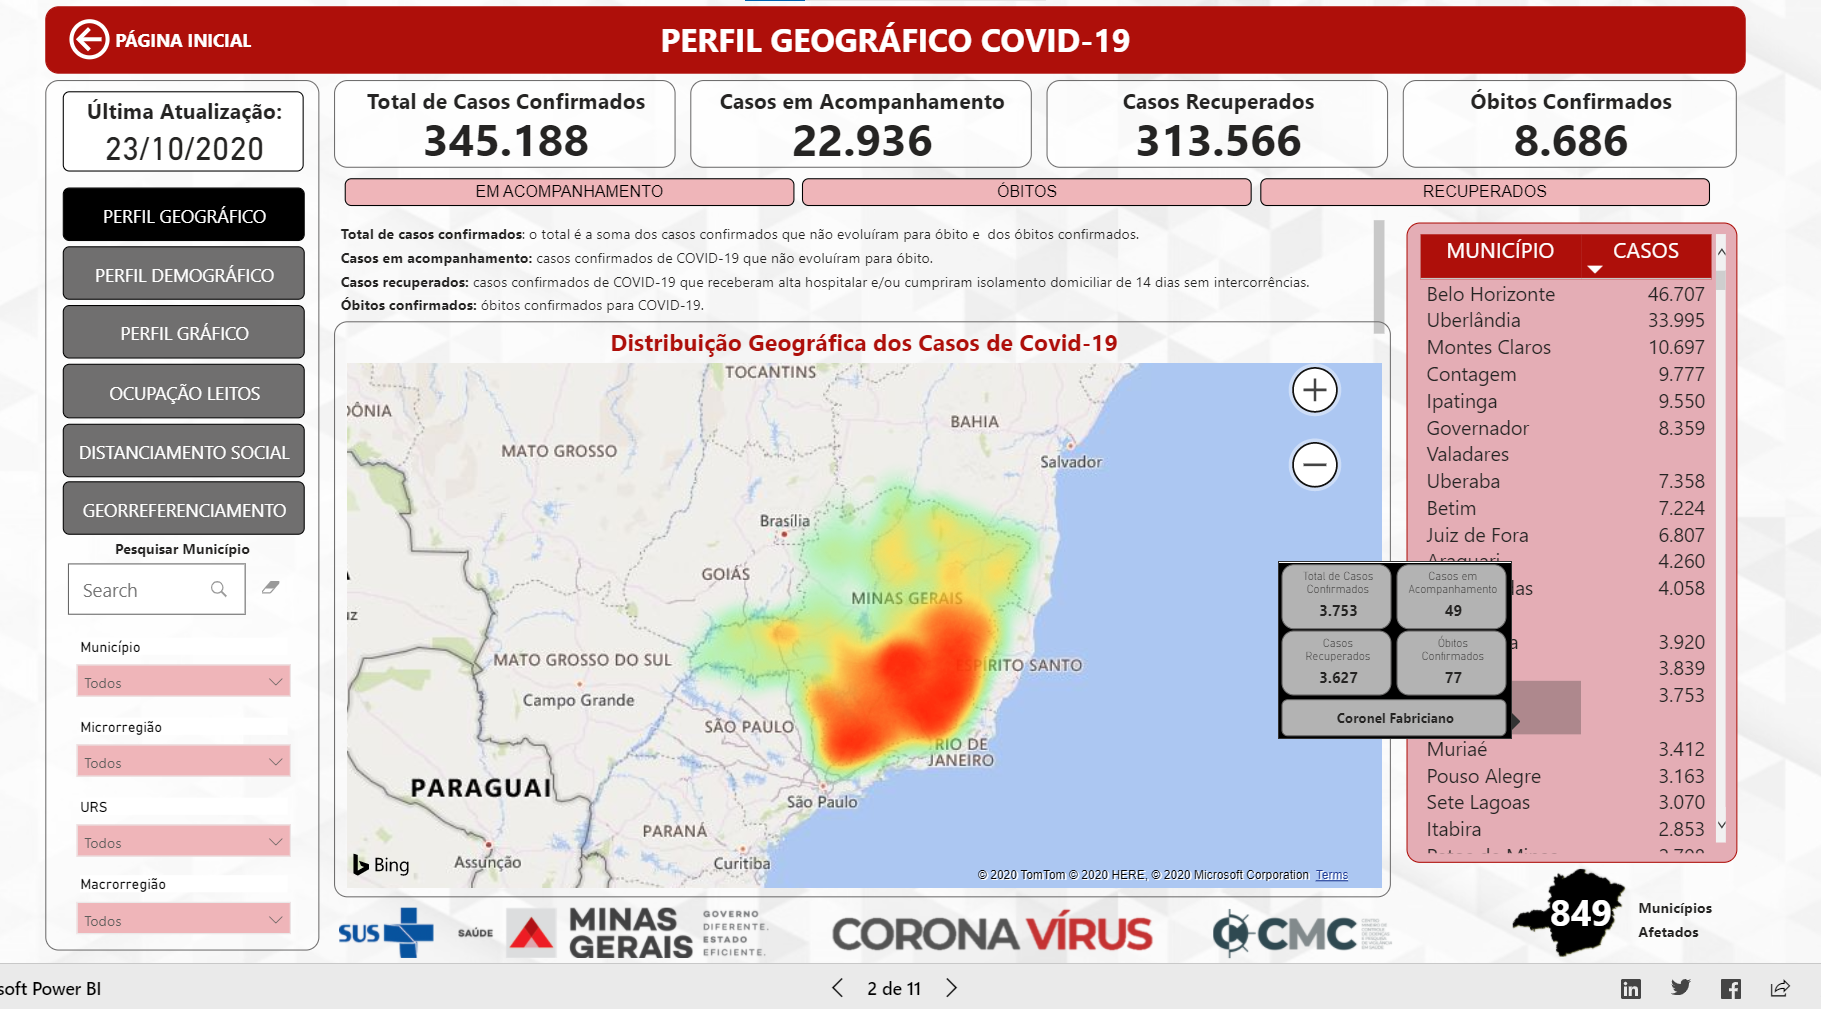 PÁGINA INICIAL
PERFIL GEOGRÁFICO COVID-19
Última Atualização:
23/10/2020
Total de Casos Confirmados
345.188
Casos em Acompanhamento
22.936
Casos Recuperados
313.566
Óbitos Confirmados
8.686
EM ACOMPANHAMENTO
ÓBITOS
RECUPERADOS
PERFIL GEOGRÁFICO
PERFIL DEMOGRÁFICO
PERFIL GRÁFICO
OCUPAÇÃO LEITOS
DISTANCIAMENTO SOCIAL
GEORREFERENCIAMENTO
Pesquisar Município
Search
Município
Todos
Microrregião
Todos
URS
Todos
Macrorregião
Todos
Total de casos confirmados: o total é a soma dos casos confirmados que não evoluíram para óbito e dos óbitos confirmados.
Casos em acompanhamento: casos confirmados de COVID-19 que não evoluíram para óbito.
Casos recuperados: casos confirmados de COVID-19 que receberam alta hospitalar e/ou cumpriram isolamento domiciliar de 14 dias sem intercorrências.
Óbitos confirmados: óbitos confirmados para COVID-19.
Distribuição Geográfica dos Casos de Covid-19
TOCANTINS
DÔNIA
BAHIA
MATO GROSSO
Salvador
Brasília
GOIÁS
MINAS GERAIS
uz
MATO GROSSO DO SUL
ESPÍRITO SANTO
Campo Grande
SÃO PAULO
RIO DE
JANEIRO
PARAGUAI
São Paulo
PARANÁ
Assunção
Curitiba
Bing
© 2020 TomTom © 2020 HERE, © 2020 Microsoft Corporation Terms
MUNICÍPIO CASOS
Belo Horizonte 46.707
Uberlândia 33.995
Montes Claros 10.697
Contagem 9.777
Ipatinga 9.550
Governador 8.359
Valadares
Uberaba 7.358
Betim 7.224
Juiz de Fora 6.807
Araguari 4.260
las 4.058
a 3.920
3.839
3.753
Muriaé 3.412
Pouso Alegre 3.163
Sete Lagoas 3.070
Itabira 2.853
Total de Casos
Confirmados
3.753
Casos em
Acompanhamento
49
Casos
Recuperados
3.627
Óbitos
Confirmados
77
Coronel Fabriciano
SUS
SAÚDE
MINAS
GERAIS
GOVERNO
DIFERENTE.
ESTADO
EFICIENTE.
CORONA VÍRUS
CMC
849
Municípios
Afetados
soft Power BI
2 de 11
in